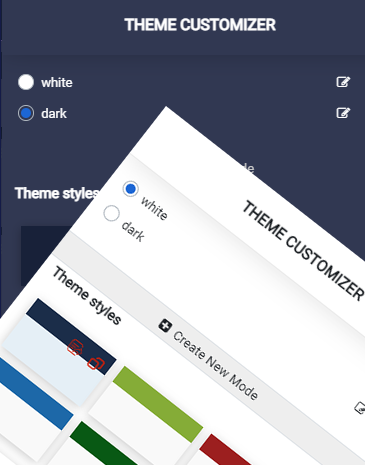 THEME CUSTOMIZER
white
dark
de
Theme styles
THEME CUSTOMIZER
white
dark
Create New Mode
Theme styles